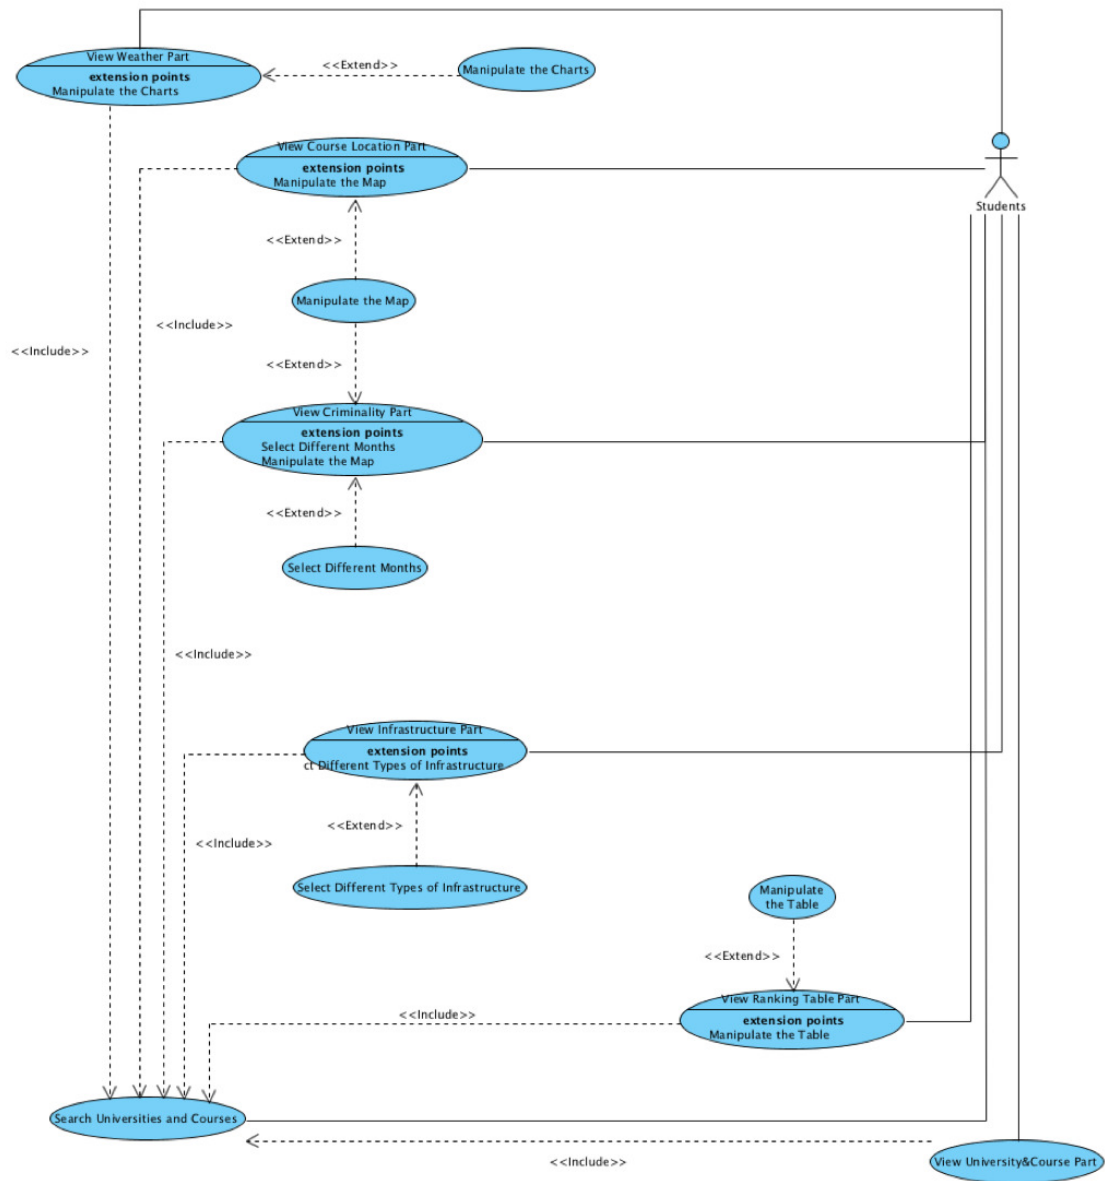 View Weather Part
extension points
Manipulate the Charts
<<Extend>>
Manipulate the Charts
View Course Location Part
extension points
Manipulate the Map
Students
<<Extend>>
Manipulate the Map
<<Include>>
<<Include>>
<<Extend>>
View Criminality Part
extension points
Select Different Months
Manipulate the Map
<<Extend>>
Select Different Months
<<Include>>
View Infrastructure Part
extension points
ct Different Types of Infrastructure
<<Extend>>
<<Include>>
Select Different Types of Infrastructure
Manipulate
the Table
<<Extend>>
View Ranking Table Part
extension points
Manipulate the Table
<<Include>>
Search Universities and Courses
<<Include>>
View University&Course Part